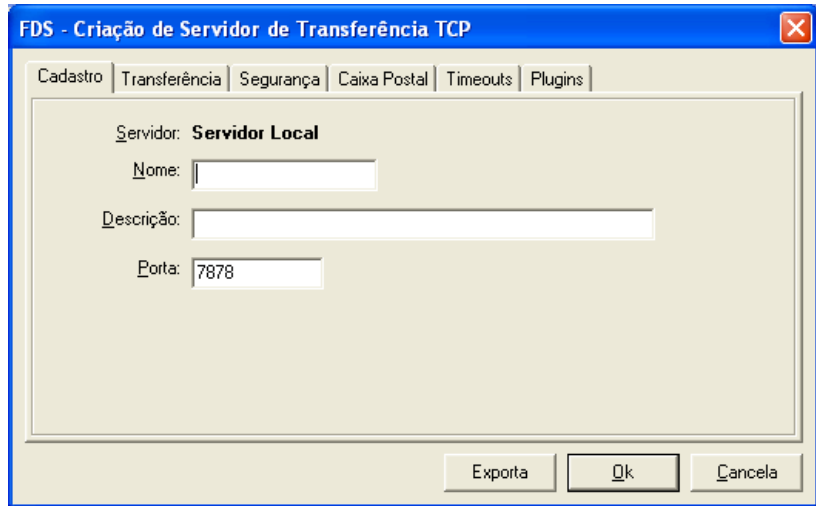 FDS - Criação de Servidor de Transferência TCP
Cadastro Transferência Segurança Caixa Postal Timeouts Plugins
Servidor: Servidor Local
Nome:
Descrição:
Porta: 7878
Exporta Ok Cancela